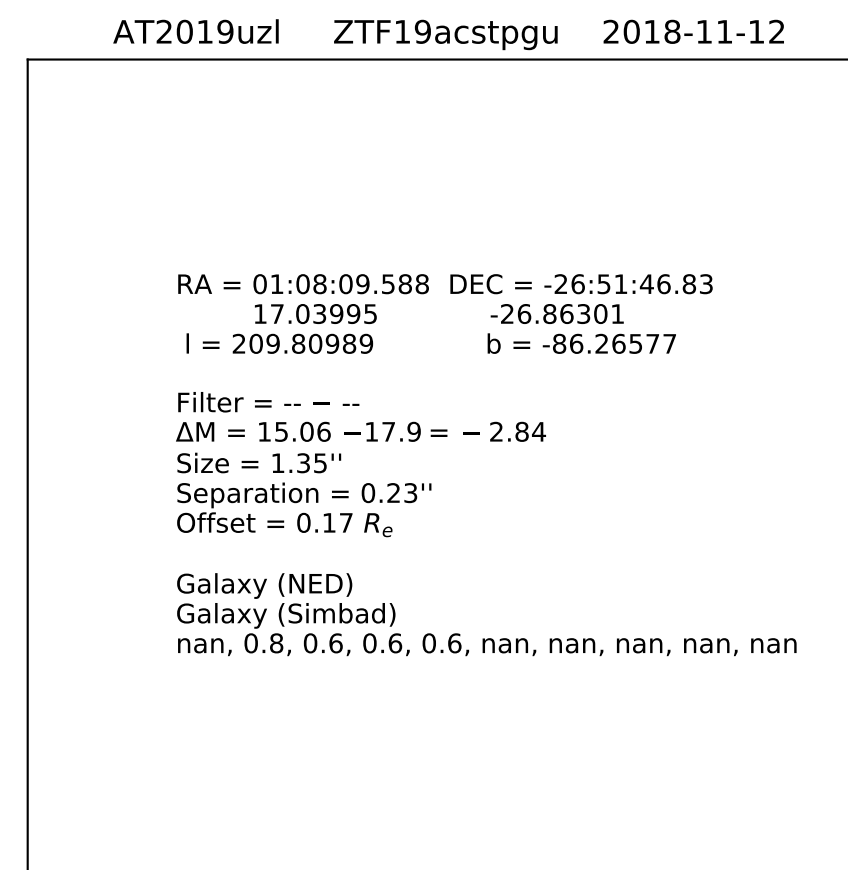 AT2019uzl ZTF19acstpgu 2018-11-12
RA = 01:08:09.588 DEC = -26:51:46.83
17.03995 -26.86301
l = 209.80989 b = -86.26577
Filter = -- − --
ΔM = 15.06 −17.9 = − 2.84
Size = 1.35''
Separation = 0.23''
Offset = 0.17 Rₑ
Galaxy (NED)
Galaxy (Simbad)
nan, 0.8, 0.6, 0.6, 0.6, nan, nan, nan, nan, nan